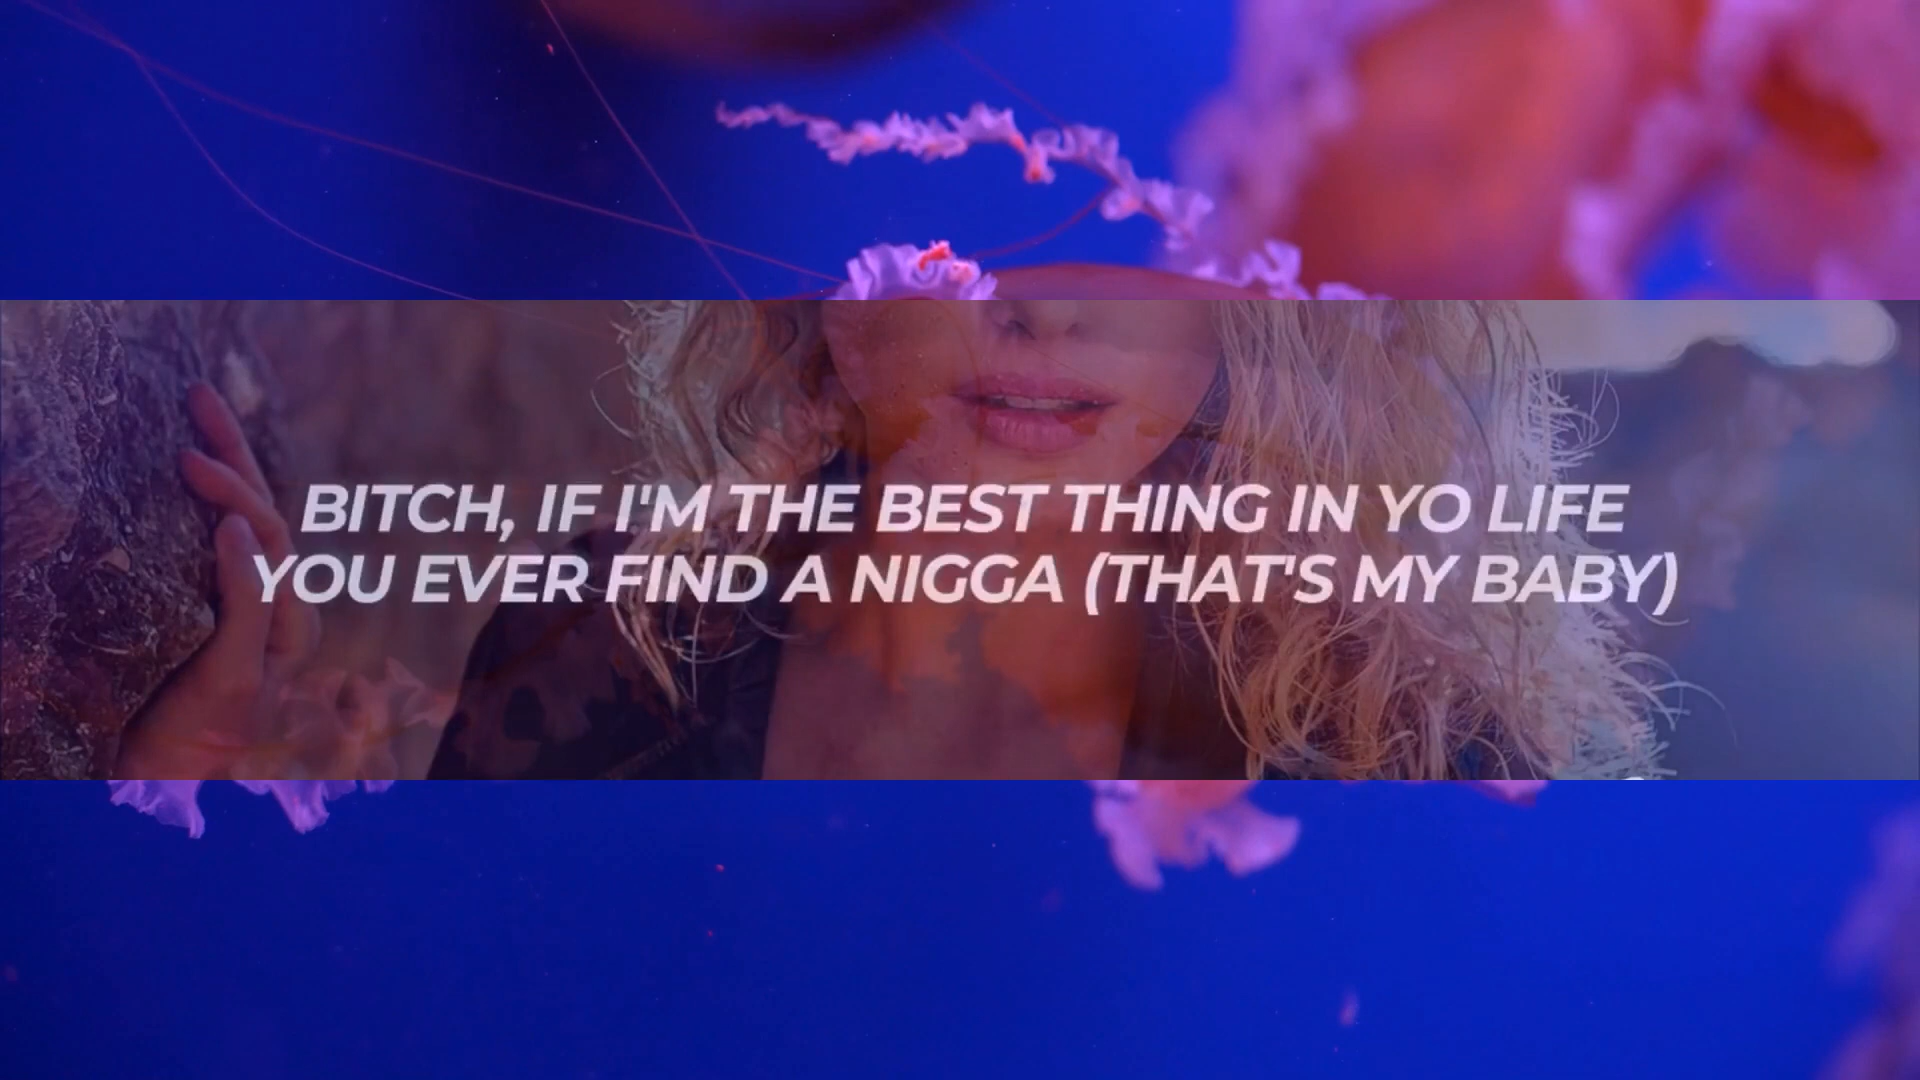 BITCH, IF I'M THE BEST THING IN YO LIFE
YOU EVER FIND A NIGGA (THAT'S MY BABY)